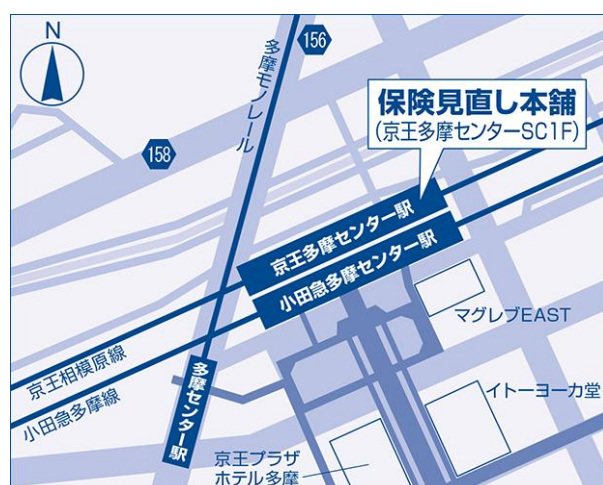 N
156
多摩モノレール
158
保険見直し本舗
(京王多摩センターSC1F)
京王多摩センター駅
小田急多摩センター駅
マグレブEAST
京王相模原線
小田急多摩線
多摩センター駅
イトーヨーカ堂
京王プラザ
ホテル多摩